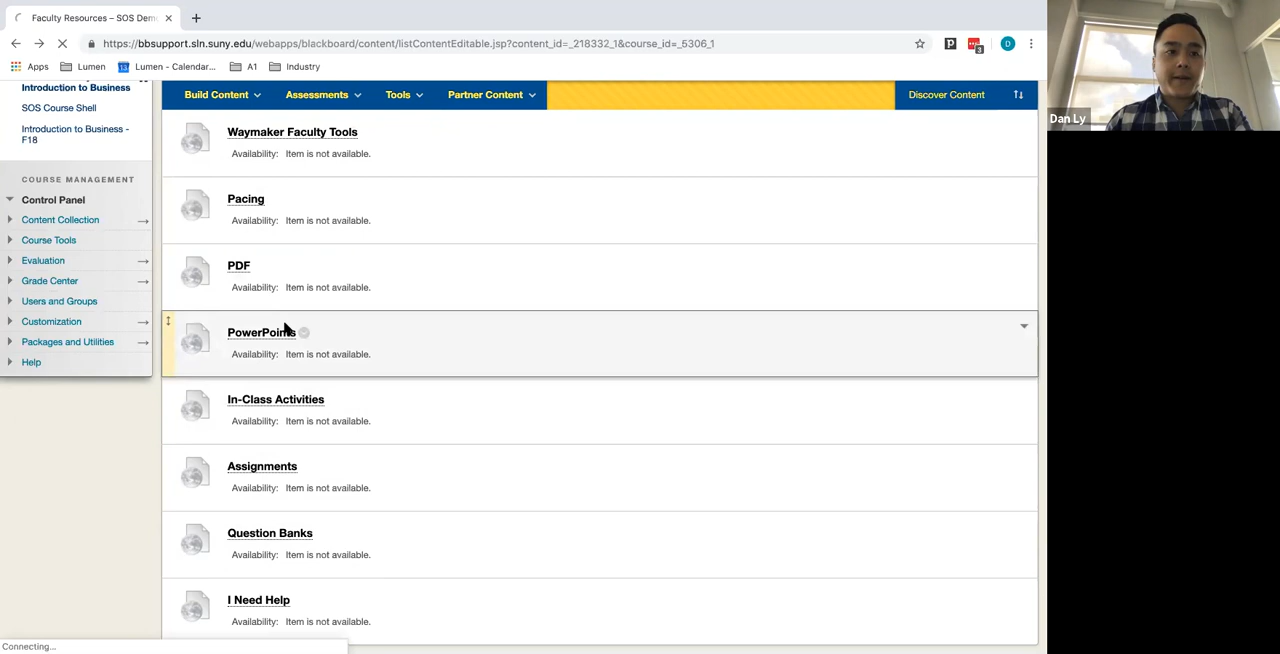 Faculty Resources – SOS Dem
https://bbsupport.sln.suny.edu/webapps/blackboard/content/listContentEditable.jsp?content_id=_218332_1&course_id=_5306_1
3
D
Apps Lumen 13 Lumen - Calendar... A1 Industry
Introduction to Business
SOS Course Shell
Introduction to Business -
F18
COURSE MANAGEMENT
Control Panel
Content Collection
Course Tools
Evaluation
Grade Center
Users and Groups
Customization
Packages and Utilities
Help
Build Content Assessments Tools Partner Content Discover Content
Waymaker Faculty Tools
Availability: Item is not available.
Pacing
Availability: Item is not available.
PDF
Availability: Item is not available.
PowerPoints
Availability: Item is not available.
In-Class Activities
Availability: Item is not available.
Assignments
Availability: Item is not available.
Question Banks
Availability: Item is not available.
I Need Help
Availability: Item is not available.
Connecting...
Dan Ly